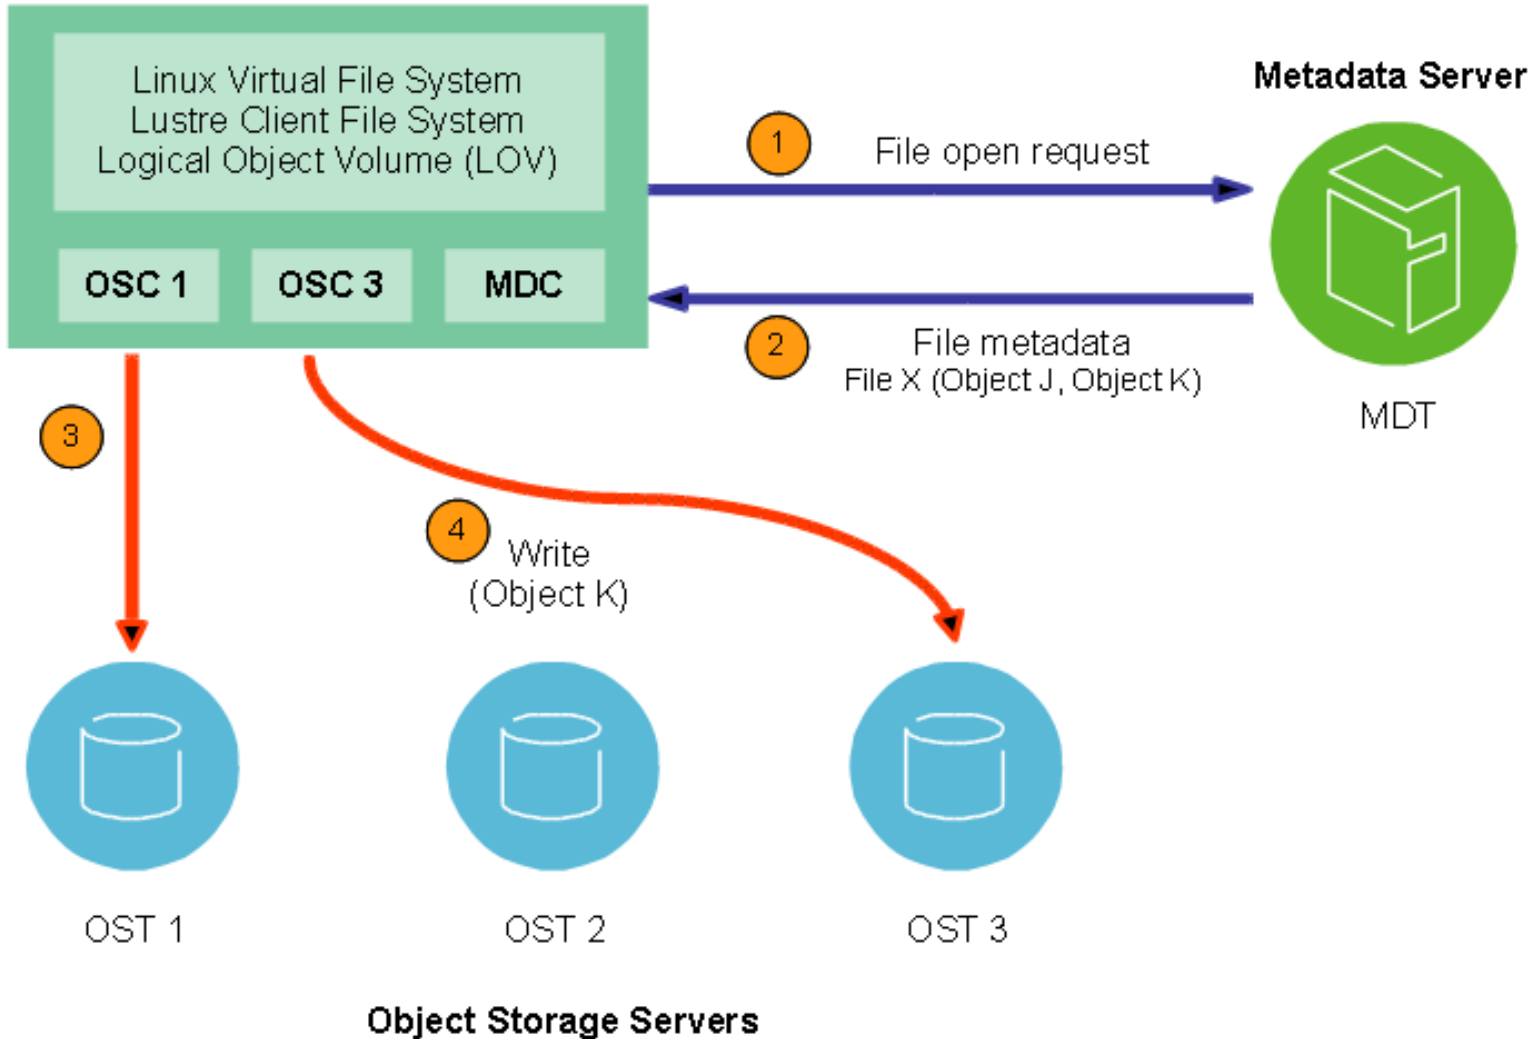 Linux Virtual File System
Lustre Client File System
Logical Object Volume (LOV)
OSC 1
OSC 3
MDC
1
File open request
Metadata Server
2
File metadata
File X (Object J, Object K)
MDT
3
4
Write
(Object K)
OST 1
OST 2
OST 3
Object Storage Servers